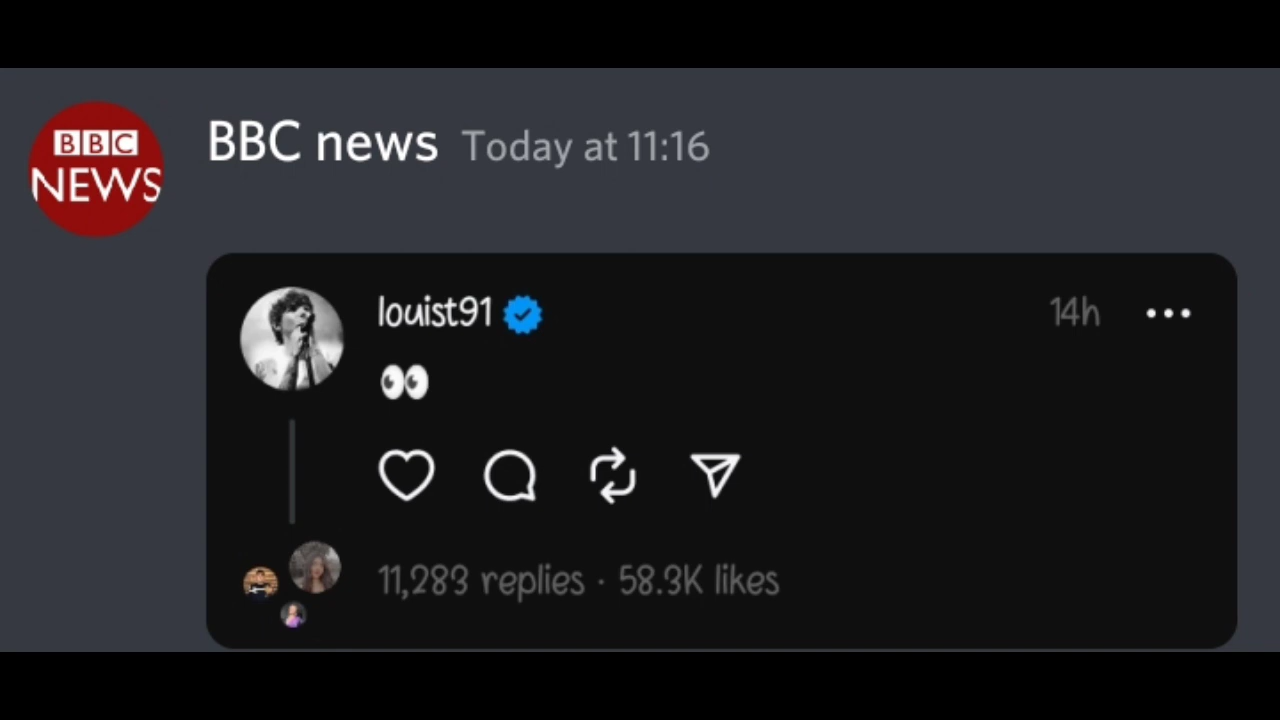 BBC
NEWS
BBC news Today at 11:16
louist91 14h
👀
11,283 replies · 58.3K likes